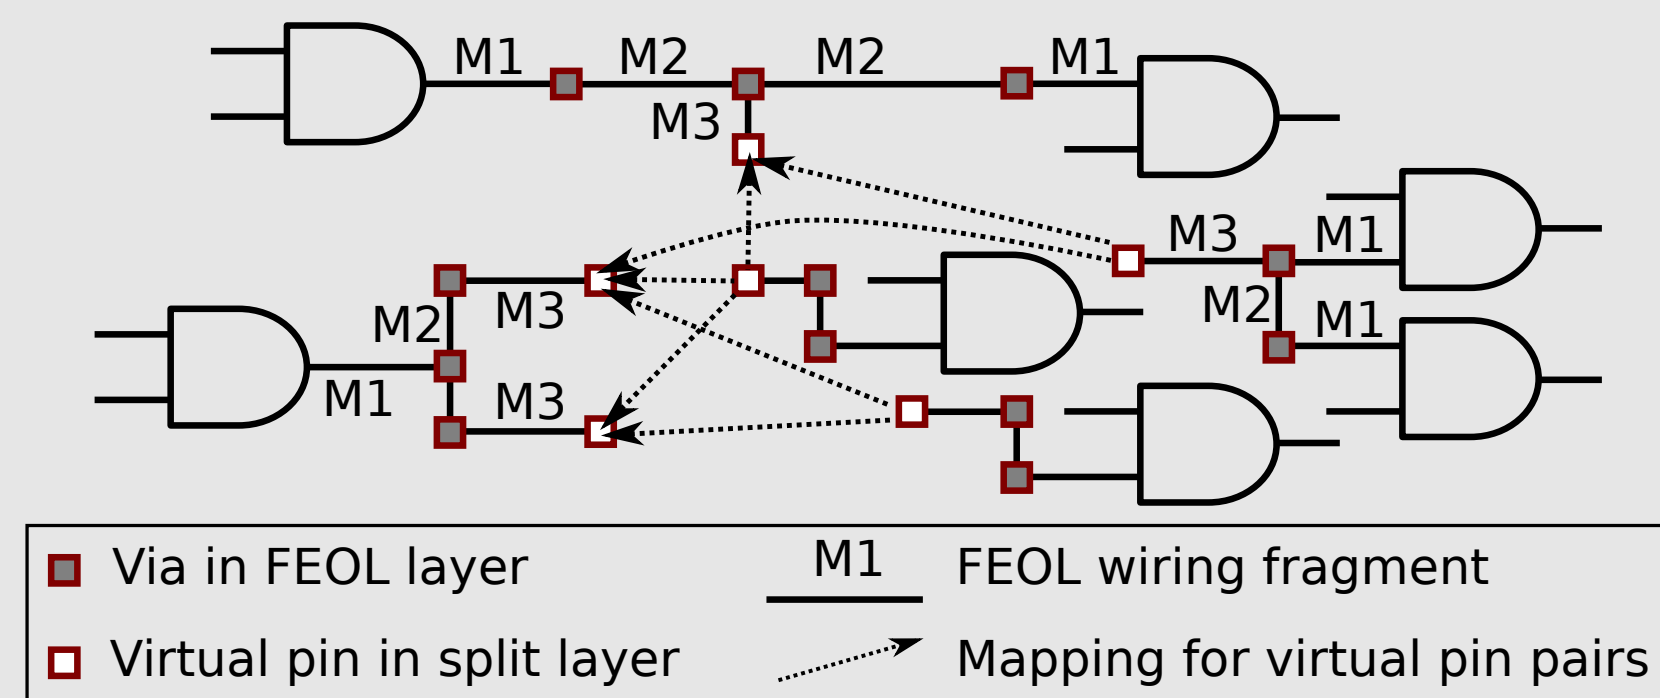 M1 M2 M2 M1
M3
M3 M1
M2 M3 M2 M1
M1 M3
Via in FEOL layer M1 FEOL wiring fragment
Virtual pin in split layer Mapping for virtual pin pairs